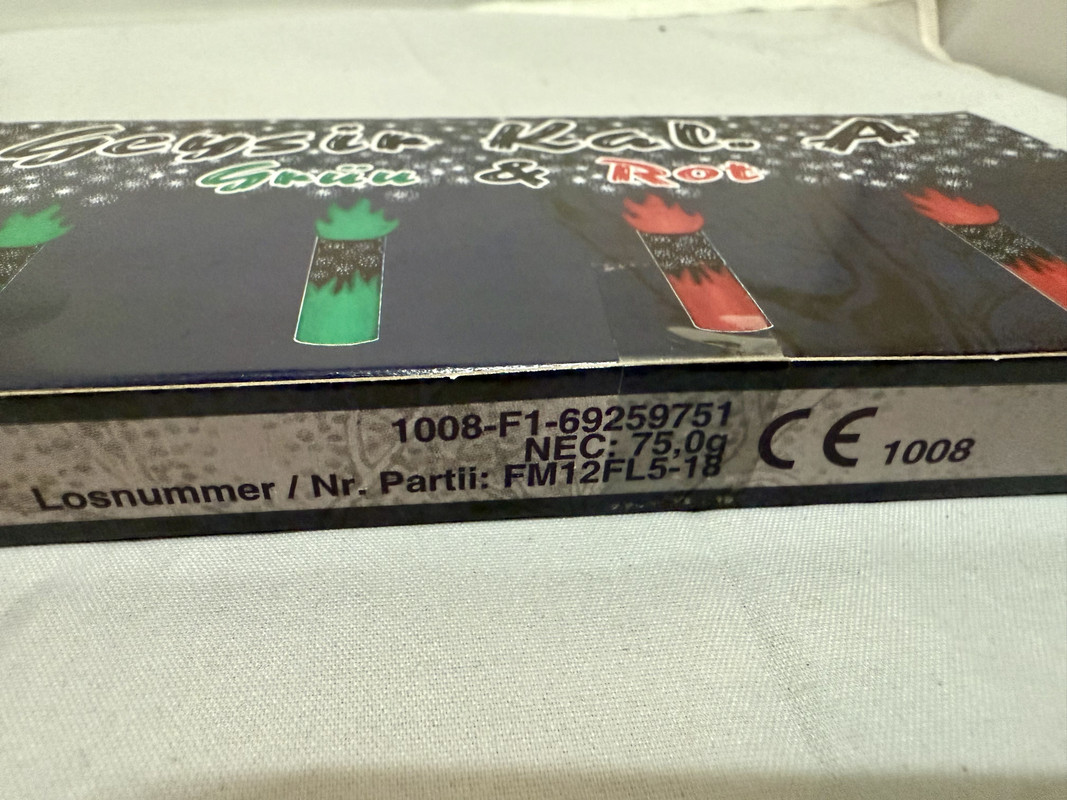 Geysir Kal. A
Grün & Rot
1008-F1-69259751
NEC: 75,0g
Losnummer / Nr. Partii: FM12FL5-18
CE 1008